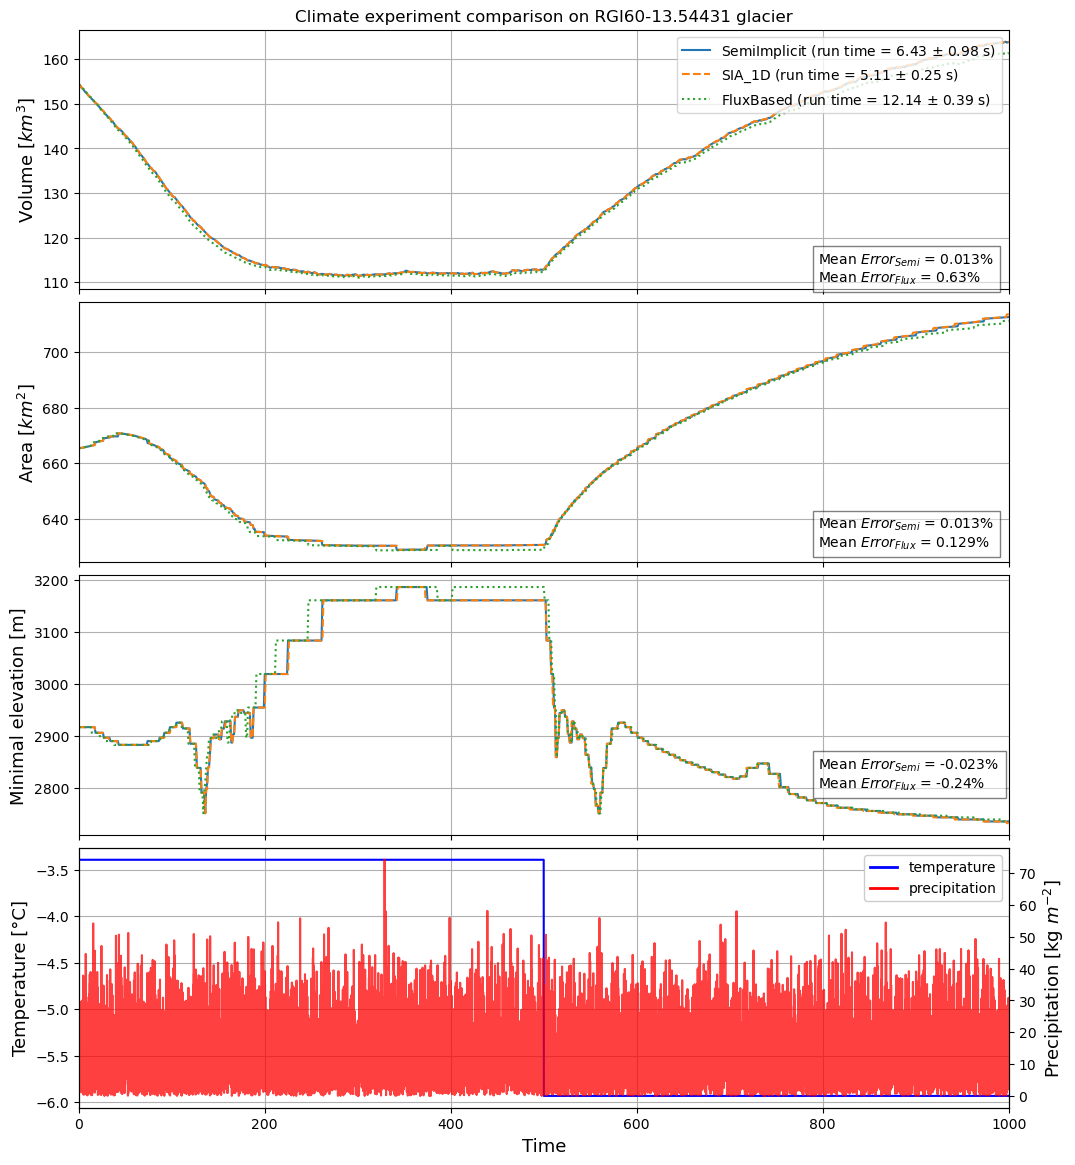 Climate experiment comparison on RGI60-13.54431 glacier
SemiImplicit (run time = 6.43 ± 0.98 s)
SIA_1D (run time = 5.11 ± 0.25 s)
FluxBased (run time = 12.14 ± 0.39 s)
Volume [km³]
160
150
140
130
120
110
Mean Error_Semi = 0.013%
Mean Error_Flux = 0.63%
Area [km²]
700
680
660
640
Mean Error_Semi = 0.013%
Mean Error_Flux = 0.129%
Minimal elevation [m]
3200
3100
3000
2900
2800
Mean Error_Semi = -0.023%
Mean Error_Flux = -0.24%
Temperature [°C]
−3.5
−4.0
−4.5
−5.0
−5.5
−6.0
temperature
precipitation
70
60
50
40
30
20
10
0
Precipitation [kg m⁻²]
0 200 400 600 800 1000
Time